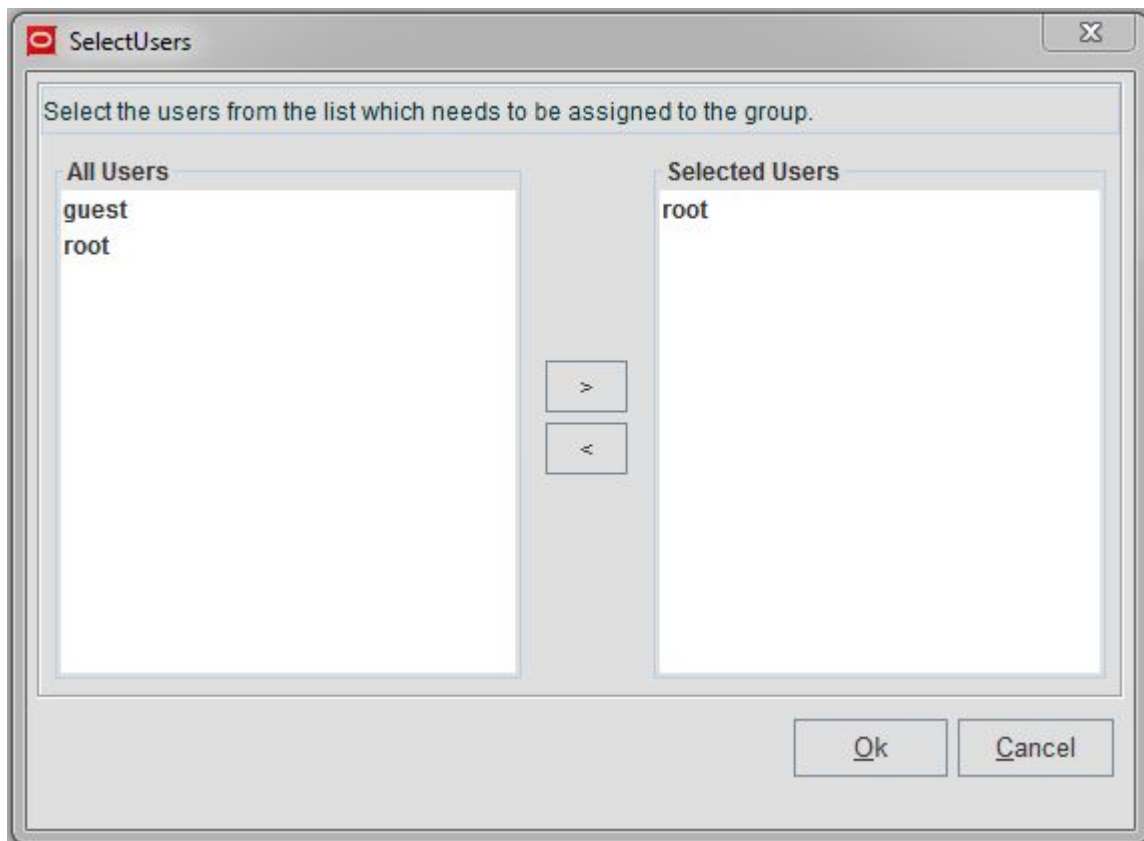 SelectUsers
Select the users from the list which needs to be assigned to the group.
All Users
guest
root
>
<
Selected Users
root
Ok
Cancel